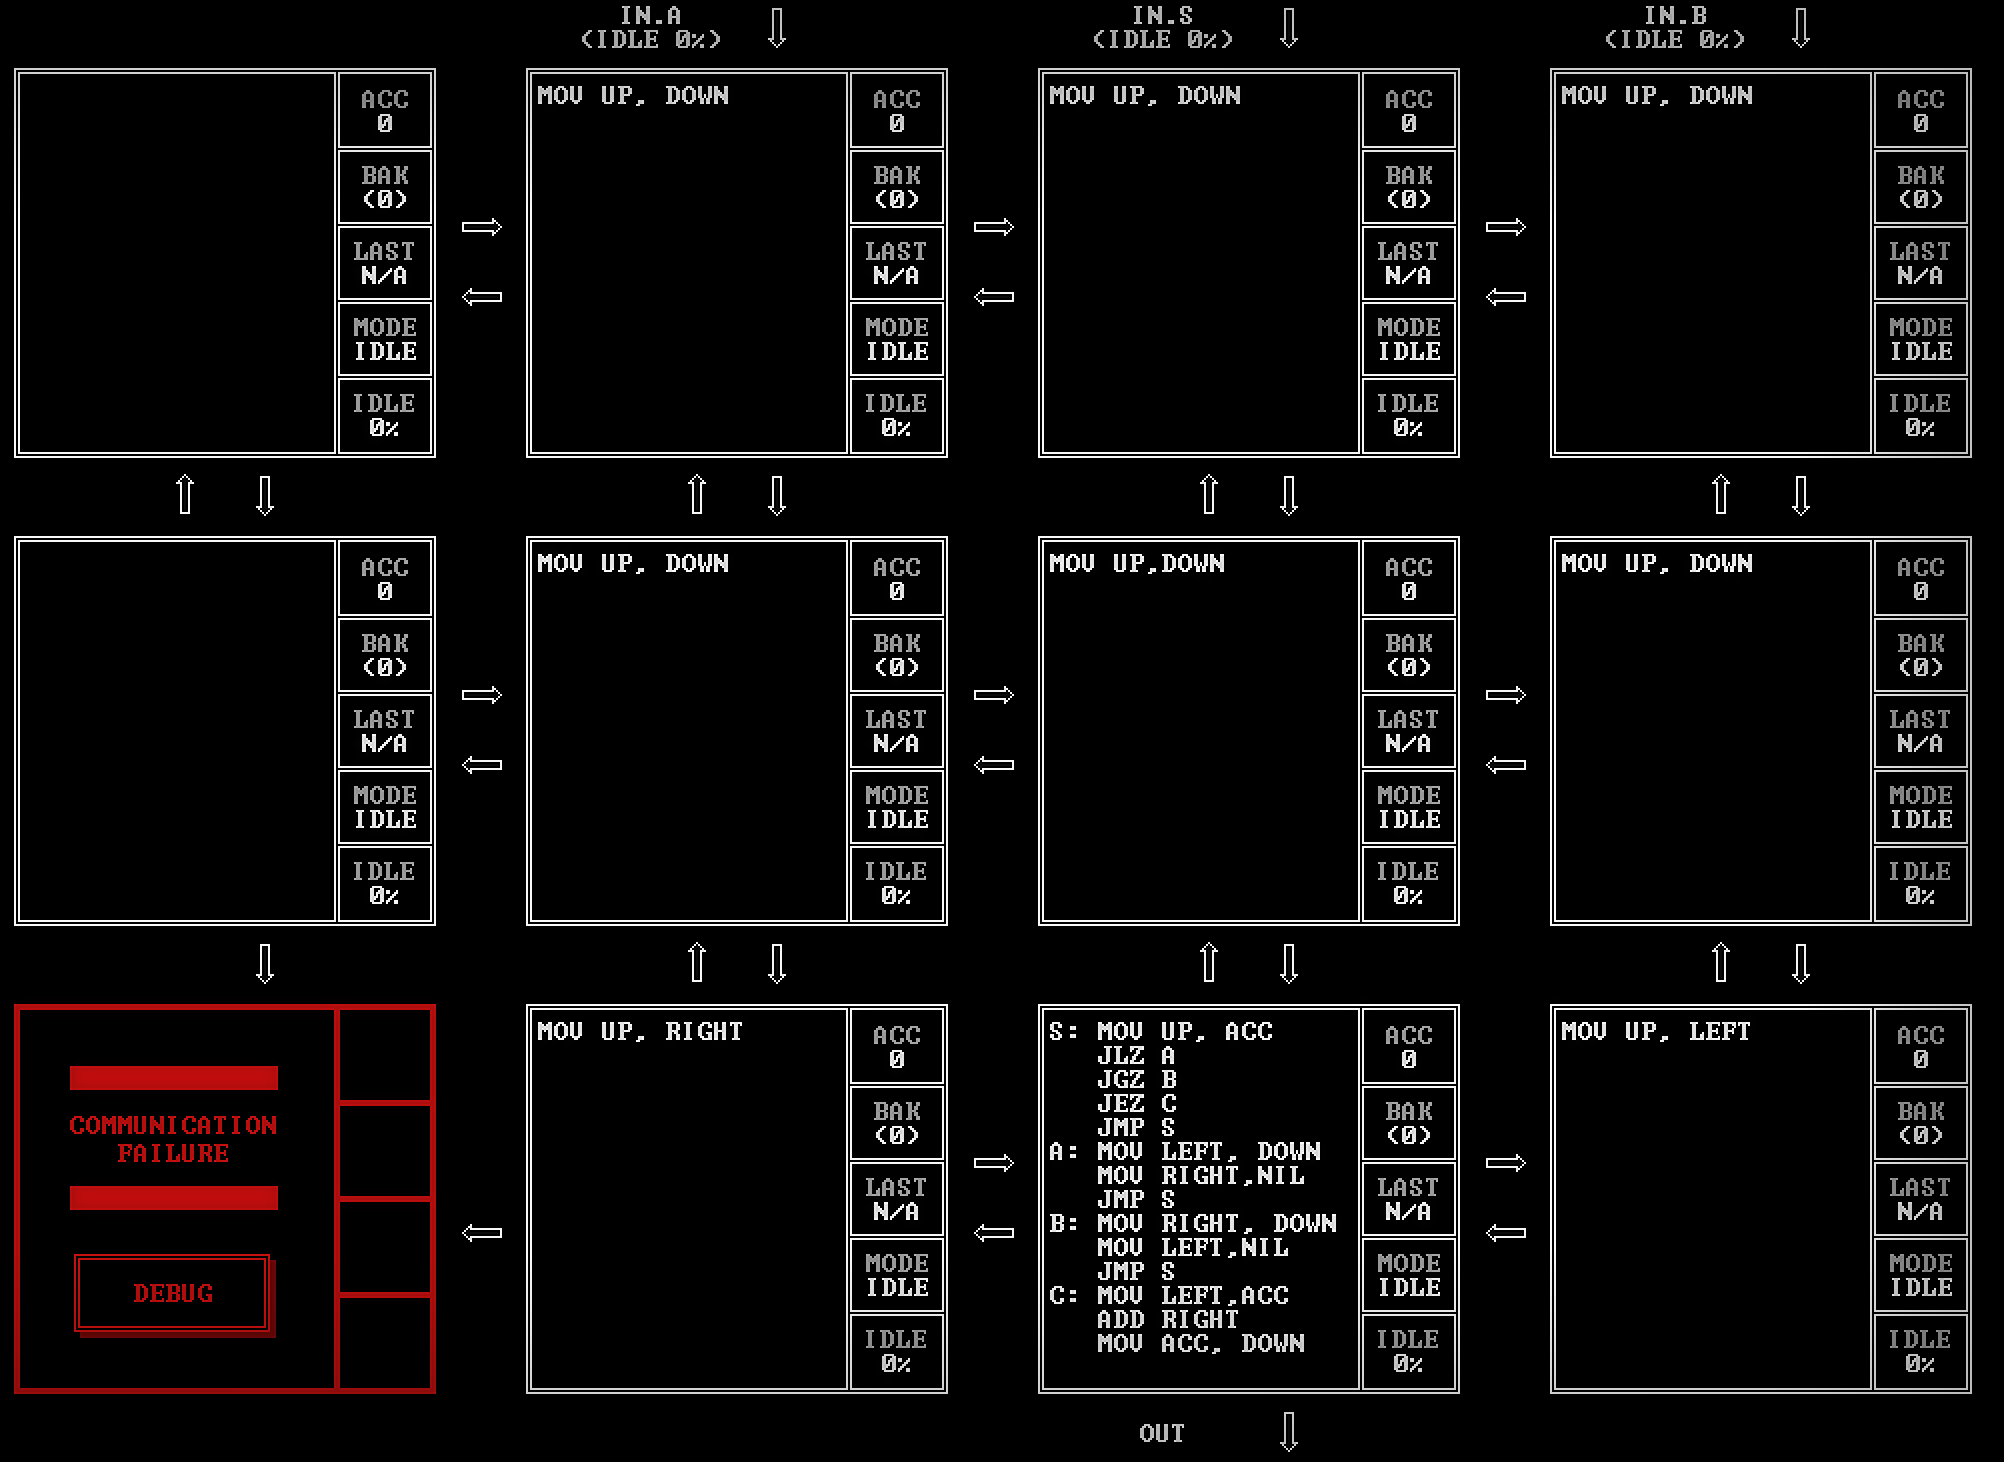 IN.A
(IDLE 0%)
IN.S
(IDLE 0%)
IN.B
(IDLE 0%)
ACC
0
BAK
(0)
LAST
N/A
MODE
IDLE
IDLE
0%
MOV UP, DOWN
ACC
0
BAK
(0)
LAST
N/A
MODE
IDLE
IDLE
0%
MOV UP, DOWN
ACC
0
BAK
(0)
LAST
N/A
MODE
IDLE
IDLE
0%
MOV UP, DOWN
ACC
0
BAK
(0)
LAST
N/A
MODE
IDLE
IDLE
0%
ACC
0
BAK
(0)
LAST
N/A
MODE
IDLE
IDLE
0%
MOV UP, DOWN
ACC
0
BAK
(0)
LAST
N/A
MODE
IDLE
IDLE
0%
MOV UP,DOWN
ACC
0
BAK
(0)
LAST
N/A
MODE
IDLE
IDLE
0%
MOV UP, DOWN
ACC
0
BAK
(0)
LAST
N/A
MODE
IDLE
IDLE
0%
COMMUNICATION
FAILURE
DEBUG
MOV UP, RIGHT
ACC
0
BAK
(0)
LAST
N/A
MODE
IDLE
IDLE
0%
S: MOV UP, ACC
JLZ A
JGZ B
JEZ C
JMP S
A: MOV LEFT, DOWN
MOV RIGHT,NIL
JMP S
B: MOV RIGHT, DOWN
MOV LEFT,NIL
JMP S
C: MOV LEFT,ACC
ADD RIGHT
MOV ACC, DOWN
ACC
0
BAK
(0)
LAST
N/A
MODE
IDLE
IDLE
0%
MOV UP, LEFT
ACC
0
BAK
(0)
LAST
N/A
MODE
IDLE
IDLE
0%
OUT